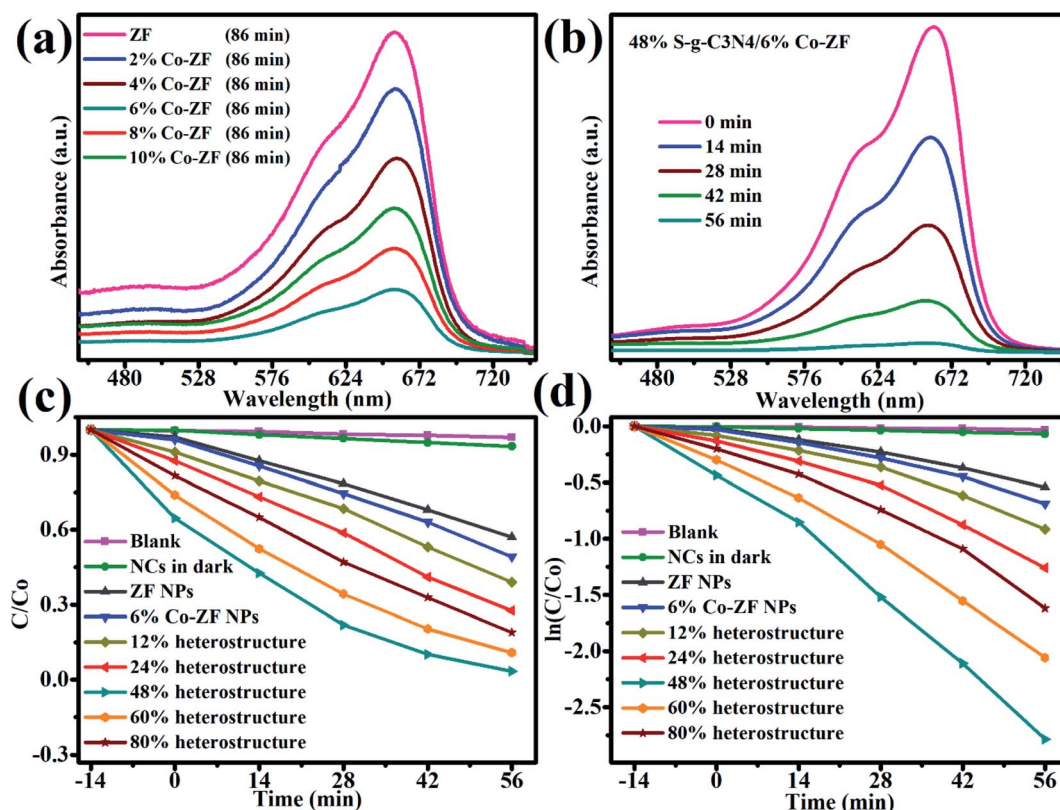 (a)
ZF (86 min)
2% Co-ZF (86 min)
4% Co-ZF (86 min)
6% Co-ZF (86 min)
8% Co-ZF (86 min)
10% Co-ZF (86 min)
Absorbance (a.u.)
480 528 576 624 672 720
Wavelength (nm)
(b)
48% S-g-C3N4/6% Co-ZF
0 min
14 min
28 min
42 min
56 min
Absorbance (a.u.)
480 528 576 624 672 720
Wavelength (nm)
(c)
0.9
0.6
0.3
0.0
-0.3
C/Co
Blank
NCs in dark
ZF NPs
6% Co-ZF NPs
12% heterostructure
24% heterostructure
48% heterostructure
60% heterostructure
80% heterostructure
-14 0 14 28 42 56
Time (min)
(d)
0.0
-0.5
-1.0
-1.5
-2.0
-2.5
ln(C/Co)
Blank
NCs in dark
ZF NPs
6% Co-ZF NPs
12% heterostructure
24% heterostructure
48% heterostructure
60% heterostructure
80% heterostructure
-14 0 14 28 42 56
Time (min)